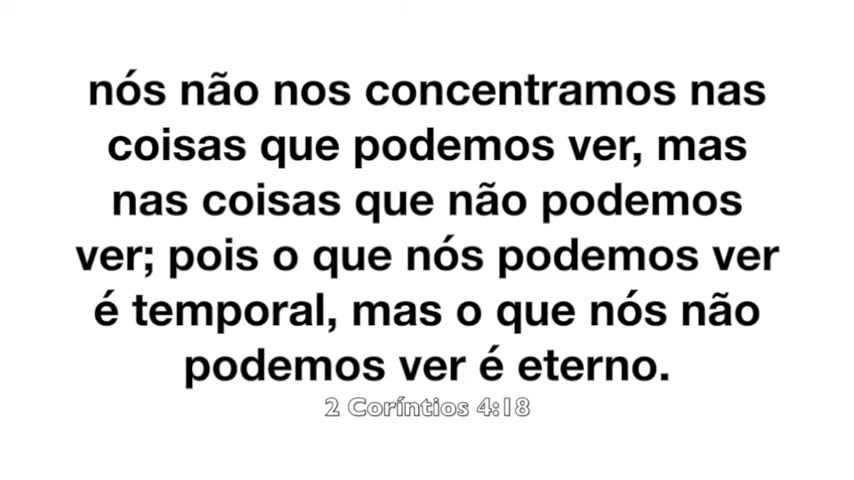 nós não nos concentramos nas
coisas que podemos ver, mas
nas coisas que não podemos
ver; pois o que nós podemos ver
é temporal, mas o que nós não
podemos ver é eterno.
2 Coríntios 4:18